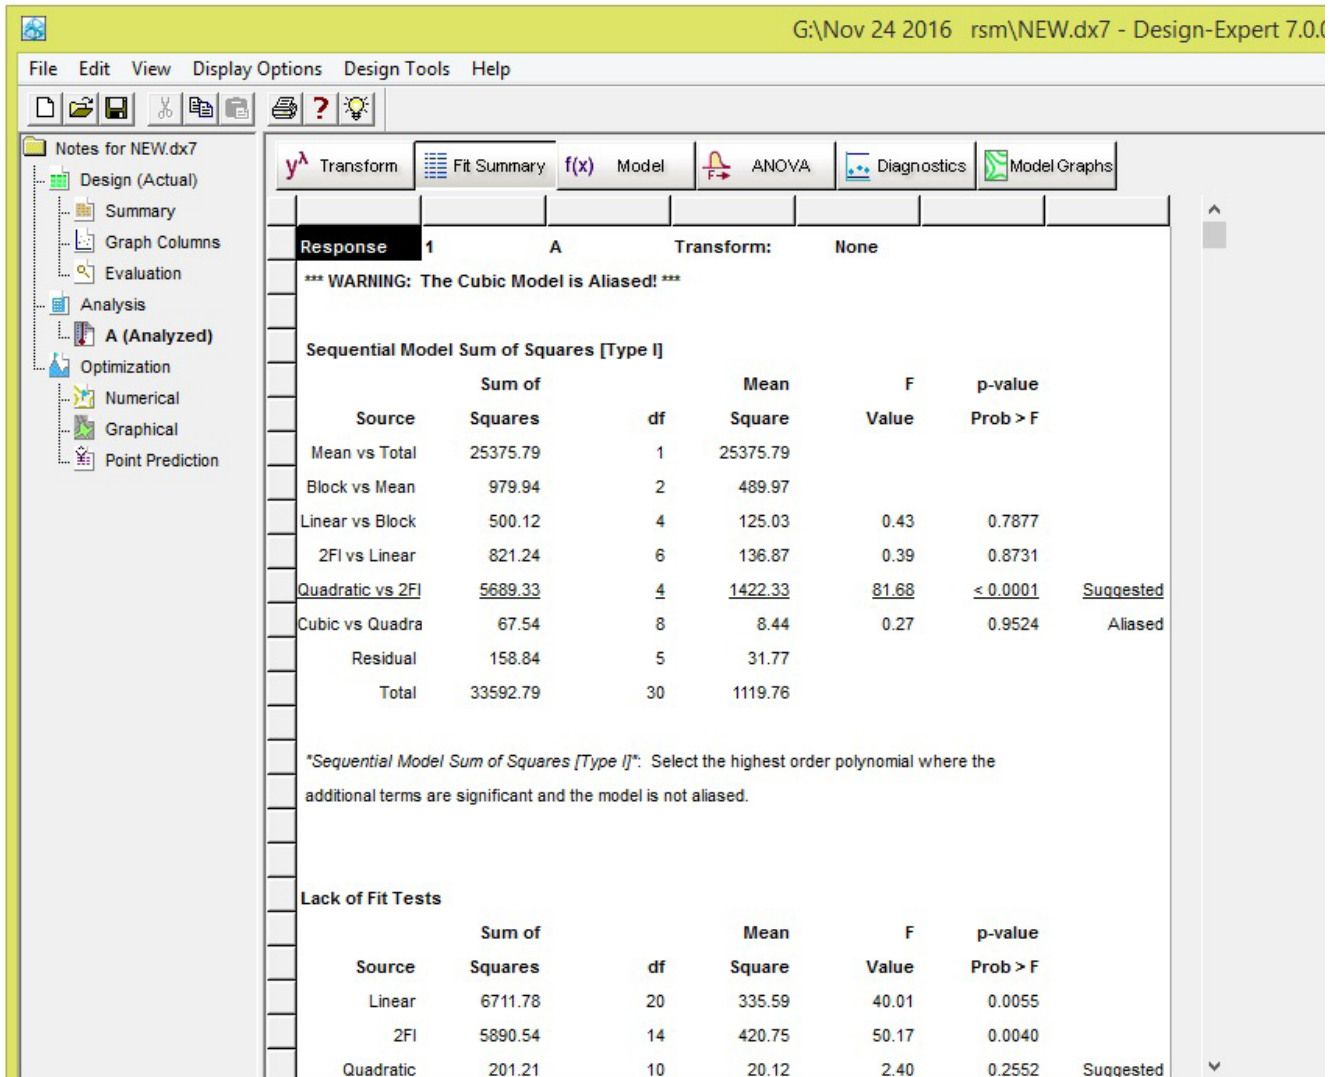 G:\Nov 24 2016 rsm\NEW.dx7 - Design-Expert 7.0.0
File Edit View Display Options Design Tools Help
Notes for NEW.dx7
Design (Actual)
Summary
Graph Columns
Evaluation
Analysis
A (Analyzed)
Optimization
Numerical
Graphical
Point Prediction
yλ Transform Fit Summary f(x) Model ANOVA Diagnostics Model Graphs
Response 1 A Transform: None
*** WARNING: The Cubic Model is Aliased! ***
Sequential Model Sum of Squares [Type I]
Sum of Mean F p-value
Source Squares df Square Value Prob > F
Mean vs Total 25375.79 1 25375.79
Block vs Mean 979.94 2 489.97
Linear vs Block 500.12 4 125.03 0.43 0.7877
2FI vs Linear 821.24 6 136.87 0.39 0.8731
Quadratic vs 2FI 5689.33 4 1422.33 81.68 < 0.0001 Suggested
Cubic vs Quadra 67.54 8 8.44 0.27 0.9524 Aliased
Residual 158.84 5 31.77
Total 33592.79 30 1119.76
"Sequential Model Sum of Squares [Type I]": Select the highest order polynomial where the
additional terms are significant and the model is not aliased.
Lack of Fit Tests
Sum of Mean F p-value
Source Squares df Square Value Prob > F
Linear 6711.78 20 335.59 40.01 0.0055
2FI 5890.54 14 420.75 50.17 0.0040
Quadratic 201.21 10 20.12 2.40 0.2552 Suggested